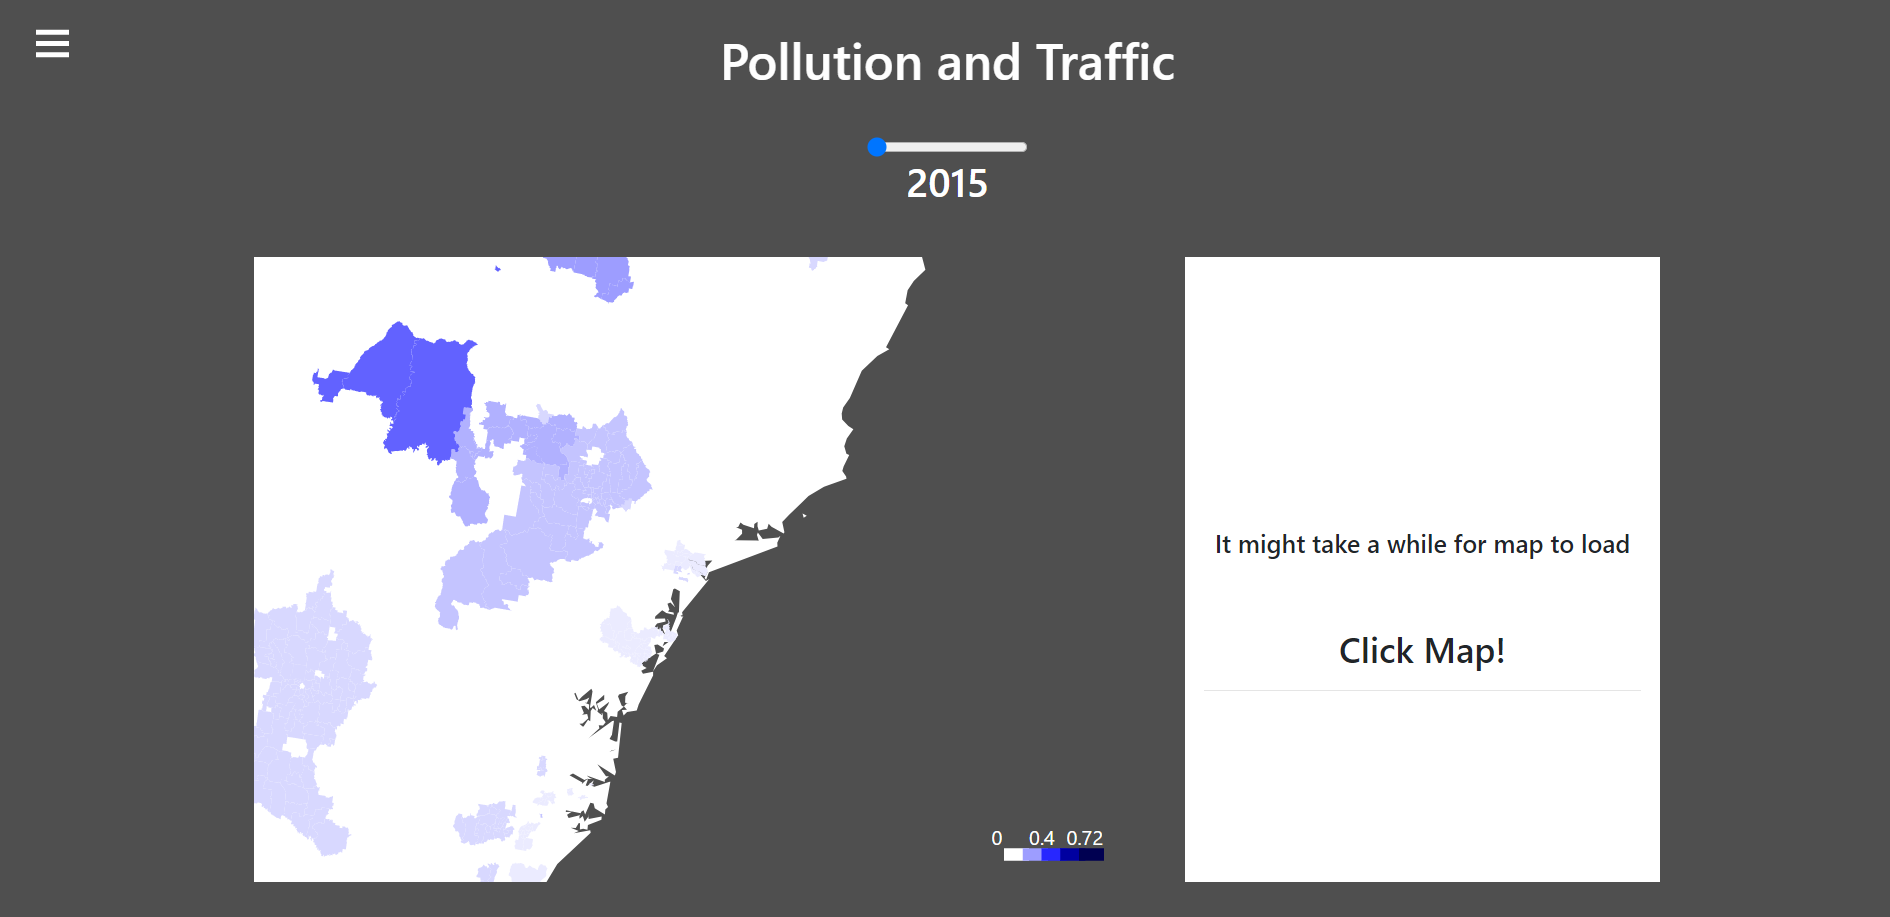 Pollution and Traffic
2015
It might take a while for map to load
Click Map!
0 0.4 0.72